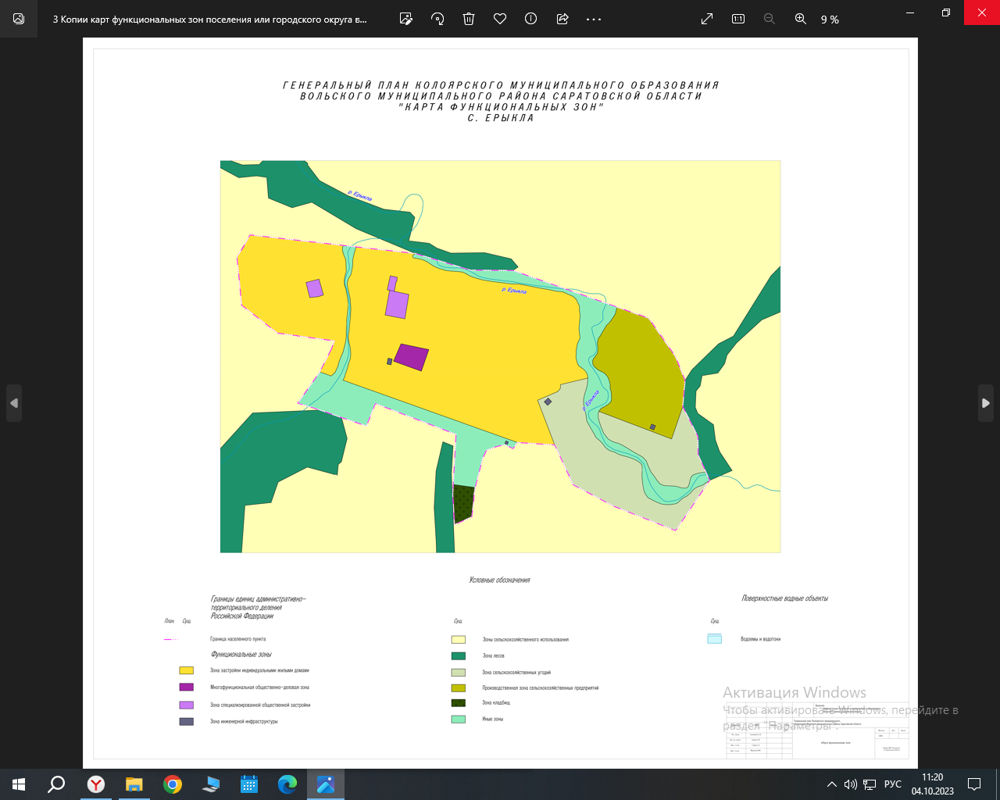 3 Копии карт функциональных зон поселения или городского округа в...
9 %
ГЕНЕРАЛЬНЫЙ ПЛАН КОЛОЯРСКОГО МУНИЦИПАЛЬНОГО ОБРАЗОВАНИЯ
ВОЛЬСКОГО МУНИЦИПАЛЬНОГО РАЙОНА САРАТОВСКОЙ ОБЛАСТИ
"КАРТА ФУНКЦИОНАЛЬНЫХ ЗОН"
С. ЕРЫКЛА
р. Ерыкла
р. Ерыкла
р. Ерыкла
Условные обозначения
Границы единиц административно-
территориального деления
Российской Федерации
План Сущ.
Граница населенного пункта
Функциональные зоны
Зона застройки индивидуальными жилыми домами
Многофункциональная общественно-деловая зона
Зона специализированной общественной застройки
Зона инженерной инфраструктуры
Сущ.
Зоны сельскохозяйственного использования
Зона лесов
Зона сельскохозяйственных угодий
Производственная зона сельскохозяйственных предприятий
Зона кладбищ
Иные зоны
Поверхностные водные объекты
Сущ.
Водоемы и водотоки
Активация Windows
Чтобы активировать Windows, перейдите в
раздел "Параметры".
РУС
11:20
04.10.2023